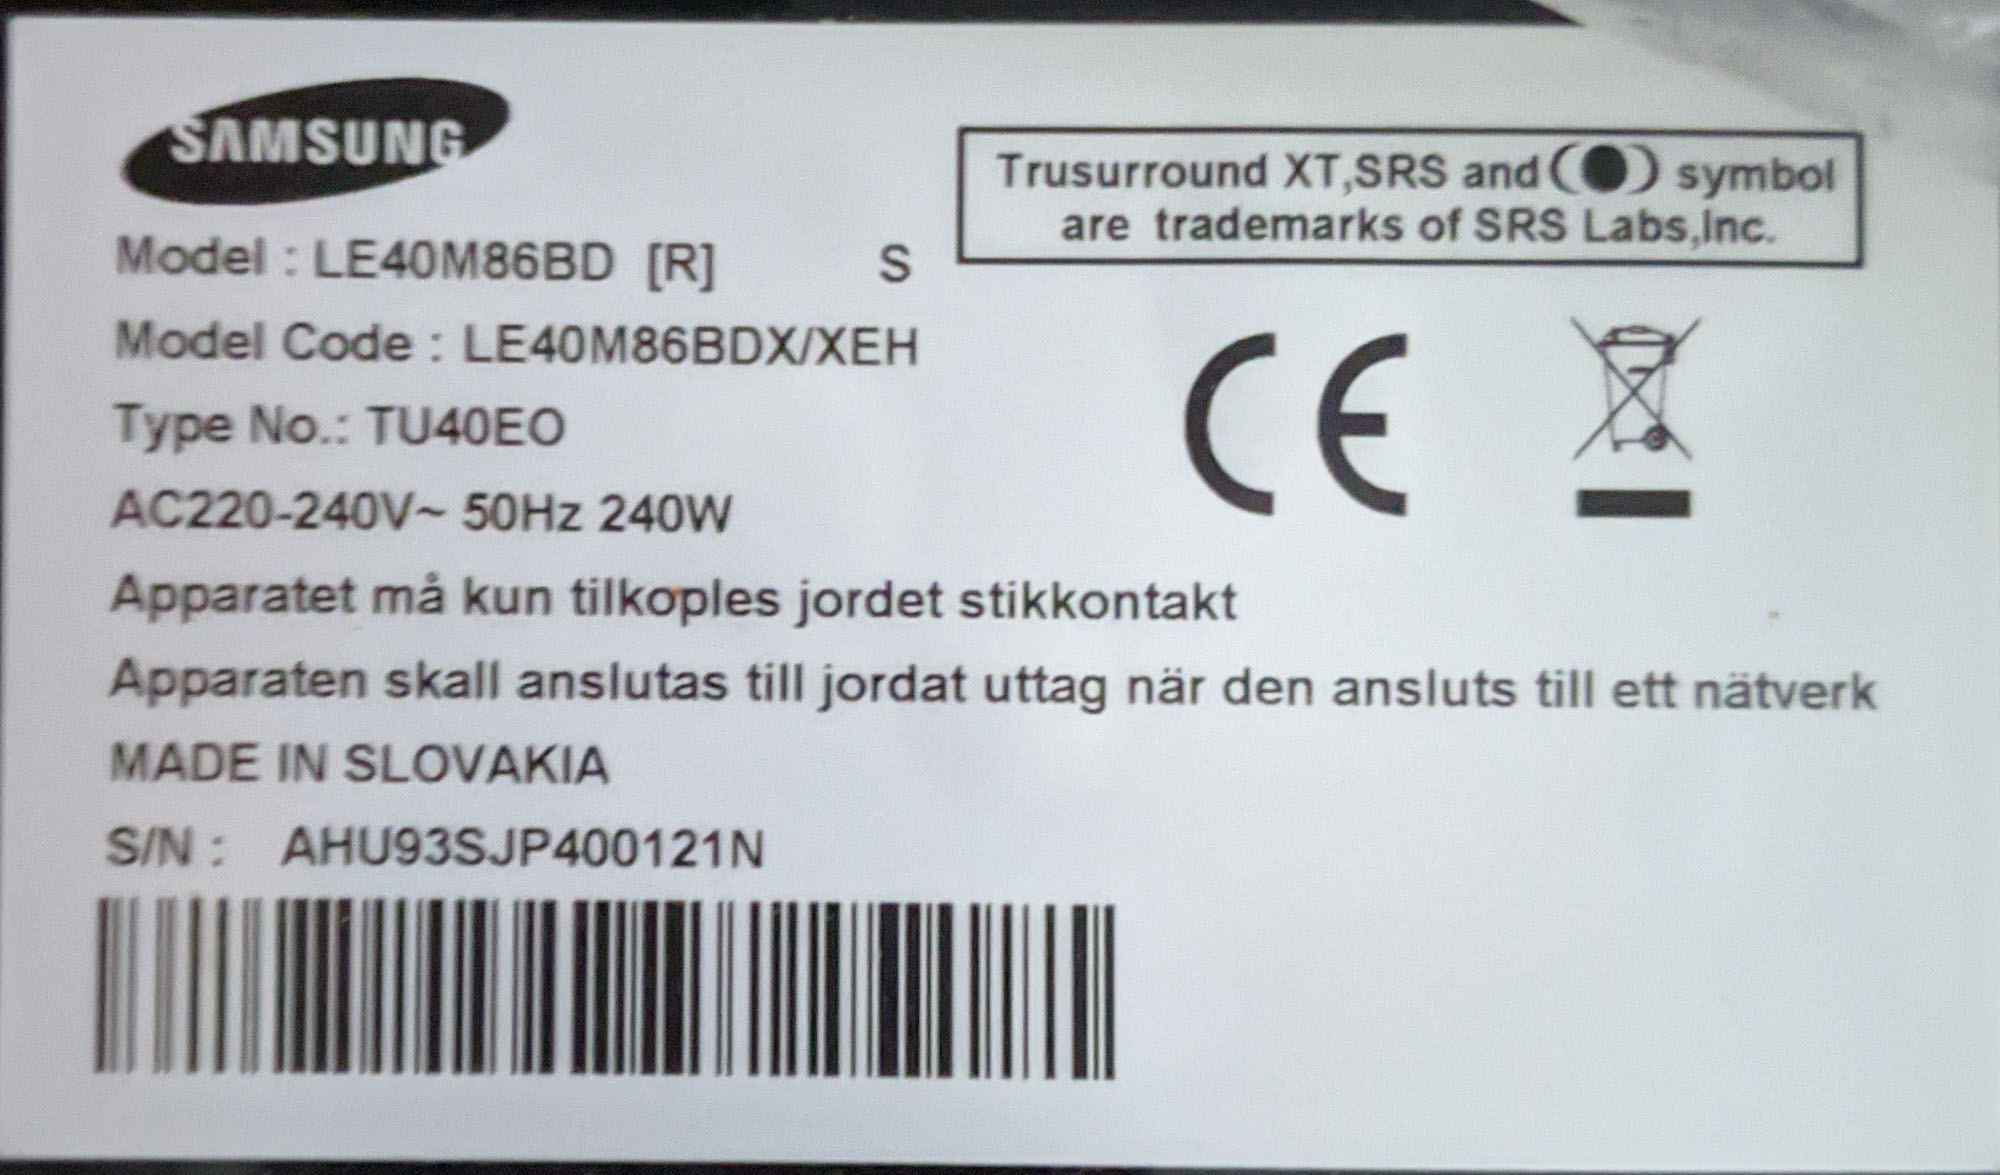 SAMSUNG
Trusurround XT,SRS and (●) symbol
are trademarks of SRS Labs,Inc.
Model : LE40M86BD [R] S
Model Code : LE40M86BDX/XEH
Type No.: TU40EO
AC220-240V~ 50Hz 240W
Apparatet må kun tilkoples jordet stikkontakt
Apparaten skall anslutas till jordat uttag när den ansluts till ett nätverk
MADE IN SLOVAKIA
S/N : AHU93SJP400121N